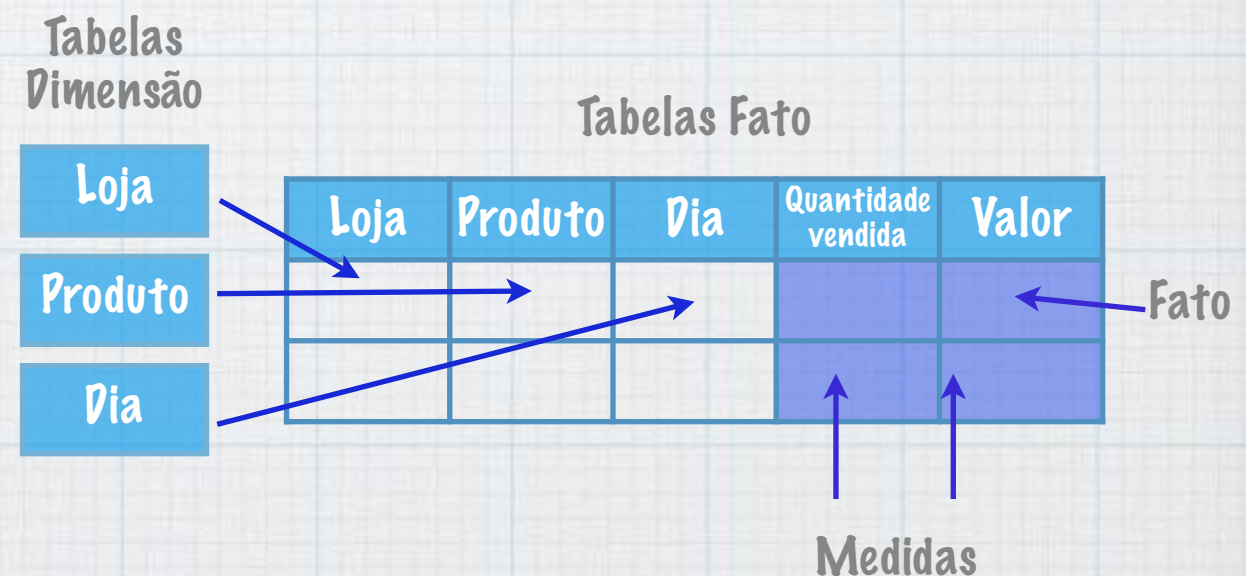 Tabelas
Dimensão
Tabelas Fato
Loja
Produto
Dia
Loja
Produto
Dia
Quantidade
vendida
Valor
Fato
Medidas